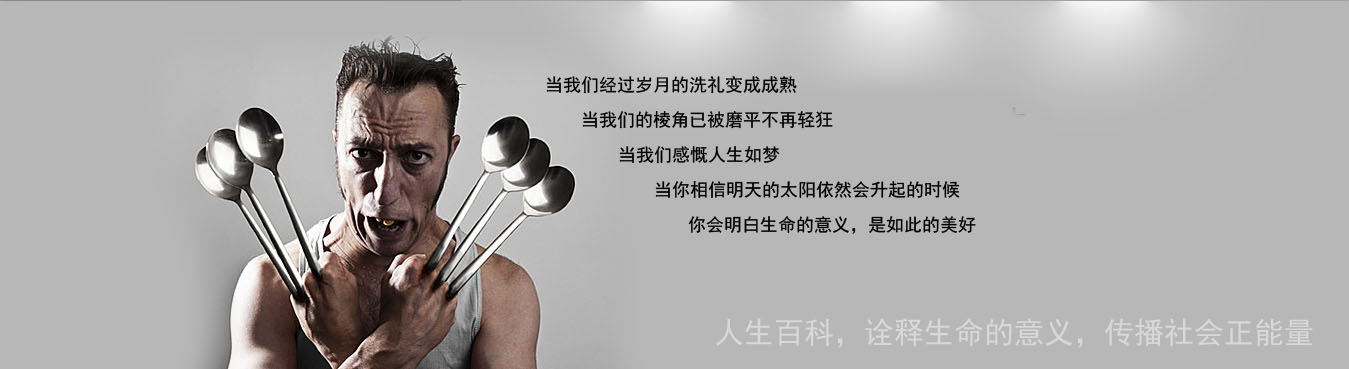 当我们经过岁月的洗礼变成成熟
当我们的棱角已被磨平不再轻狂
当我们感慨人生如梦
当你相信明天的太阳依然会升起的时候
你会明白生命的意义，是如此的美好
人生百科，诠释生命的意义，传播社会正能量